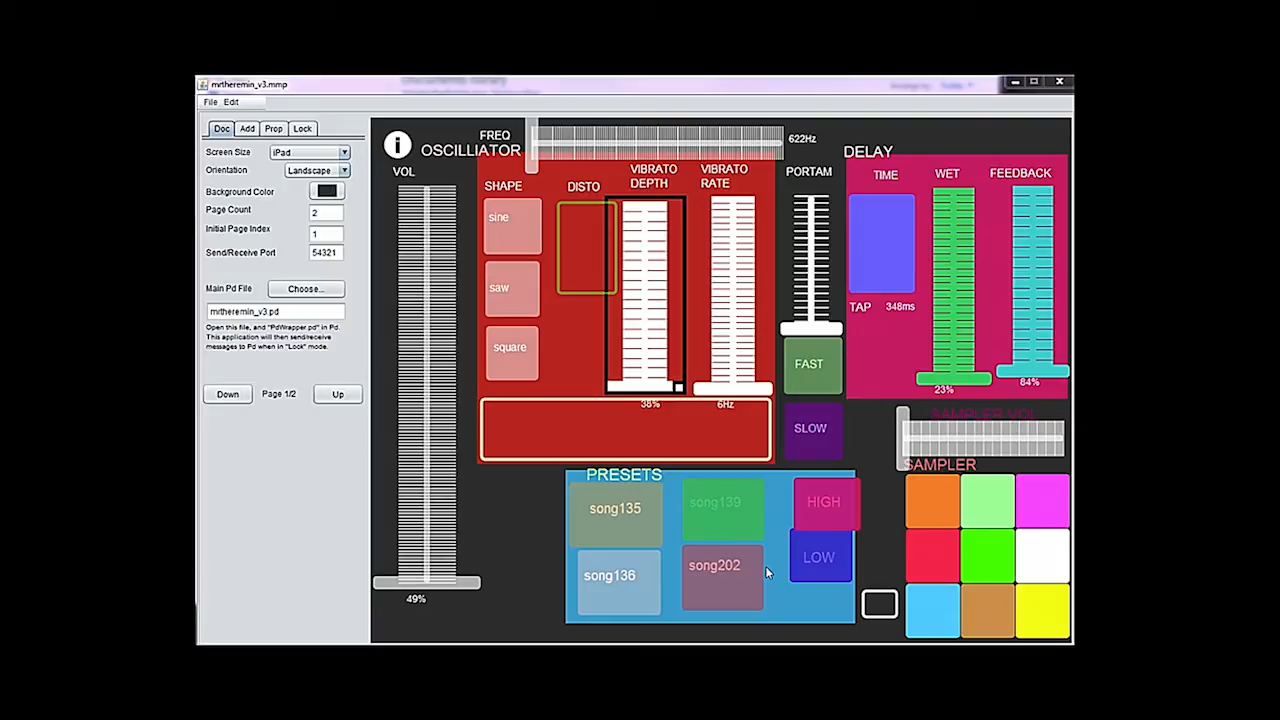 mrtheremin_v3.mmp
File Edit
Doc Add Prop Lock
Screen Size iPad
Orientation Landscape
Background Color
Page Count 2
Initial Page Index 1
Send/Receive Port 54321
Main Pd File Choose...
mrtheremin_v3.pd
Open this file, and "PdWrapper.pd" in Pd.
This application will then send/receive
messages to Pd when in "Lock" mode.
Down Page 1/2 Up
i
FREQ
622Hz
OSCILLIATOR
VOL
49%
SHAPE
sine
saw
square
DISTO
VIBRATO
DEPTH
38%
VIBRATO
RATE
6Hz
PORTAM
FAST
SLOW
DELAY
TIME
WET
FEEDBACK
TAP 348ms
23%
84%
SAMPLER VOL
SAMPLER
PRESETS
song135
song139
HIGH
song136
song202
LOW